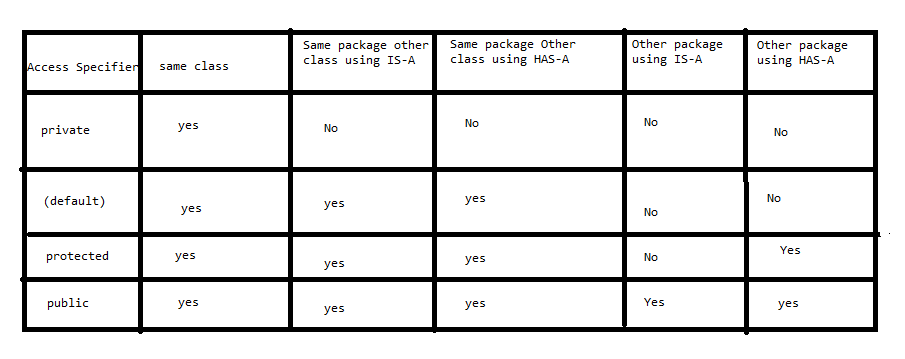 Access Specifier
same class
Same package other
class using IS-A
Same package Other
class using HAS-A
Other package
using IS-A
Other package
using HAS-A
private
yes
No
No
No
No
(default)
yes
yes
yes
No
No
protected
yes
yes
yes
No
Yes
public
yes
yes
yes
Yes
yes